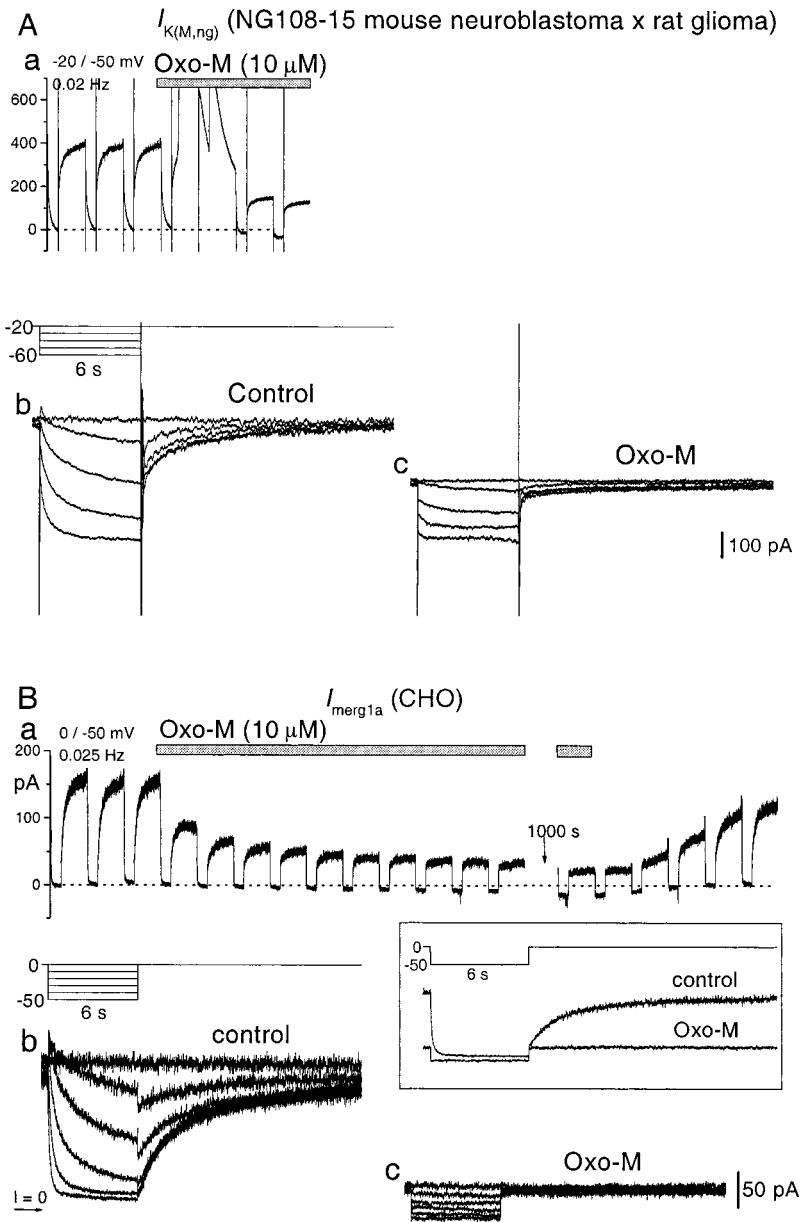 A
I K(M,ng) (NG108-15 mouse neuroblastoma x rat glioma)
a
-20 / -50 mV
0.02 Hz
Oxo-M (10 µM)
600
400
200
0
-20
-60
6 s
b
Control
c
Oxo-M
100 pA
B
I merg1a (CHO)
a
0 / -50 mV
0.025 Hz
Oxo-M (10 µM)
200
pA
100
0
1000 s
0
-50
6 s
control
Oxo-M
0
-50
6 s
b
control
I = 0
c
Oxo-M
50 pA